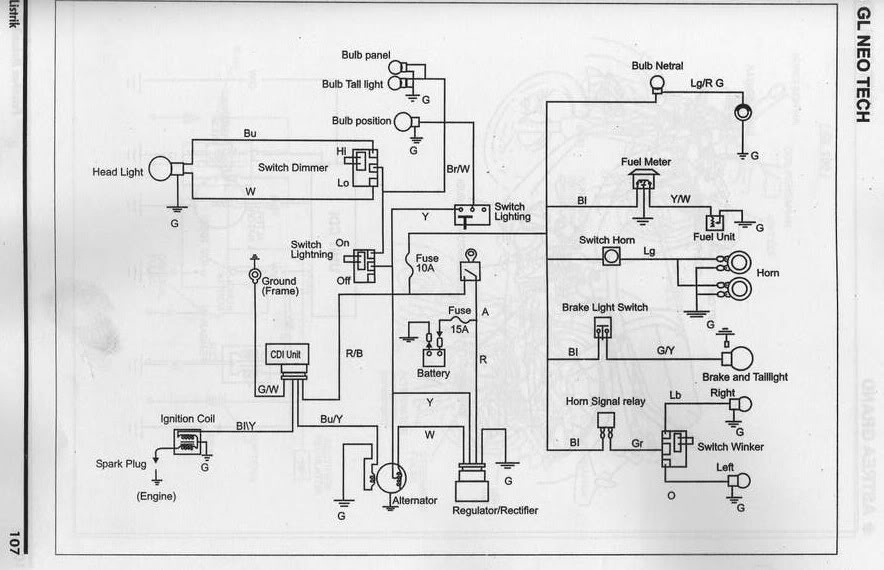 Listrik
GL NEO TECH
Bulb panel
Bulb Tall light
G
Bulb position
G
Bu
Hi
Switch Dimmer
Lo
Head Light
W
G
Br/W
Y
Switch
Lighting
Switch
Lightning
On
Off
Ground
(Frame)
Fuse
10A
Fuse
15A
A
Battery
R
R/B
CDI Unit
G/W
Ignition Coil
Bl\Y
Bu/Y
G
Spark Plug
(Engine)
Y
W
G
Alternator
G
Regulator/Rectifier
Bulb Netral
Lg/R G
G
Fuel Meter
Bl
Y/W
Fuel Unit
G
Switch Horn
Lg
Horn
G
Brake Light Switch
Bl
G/Y
Brake and Taillight
Horn Signal relay
Bl
Gr
Lb
Right
G
Switch Winker
Left
O
G
107